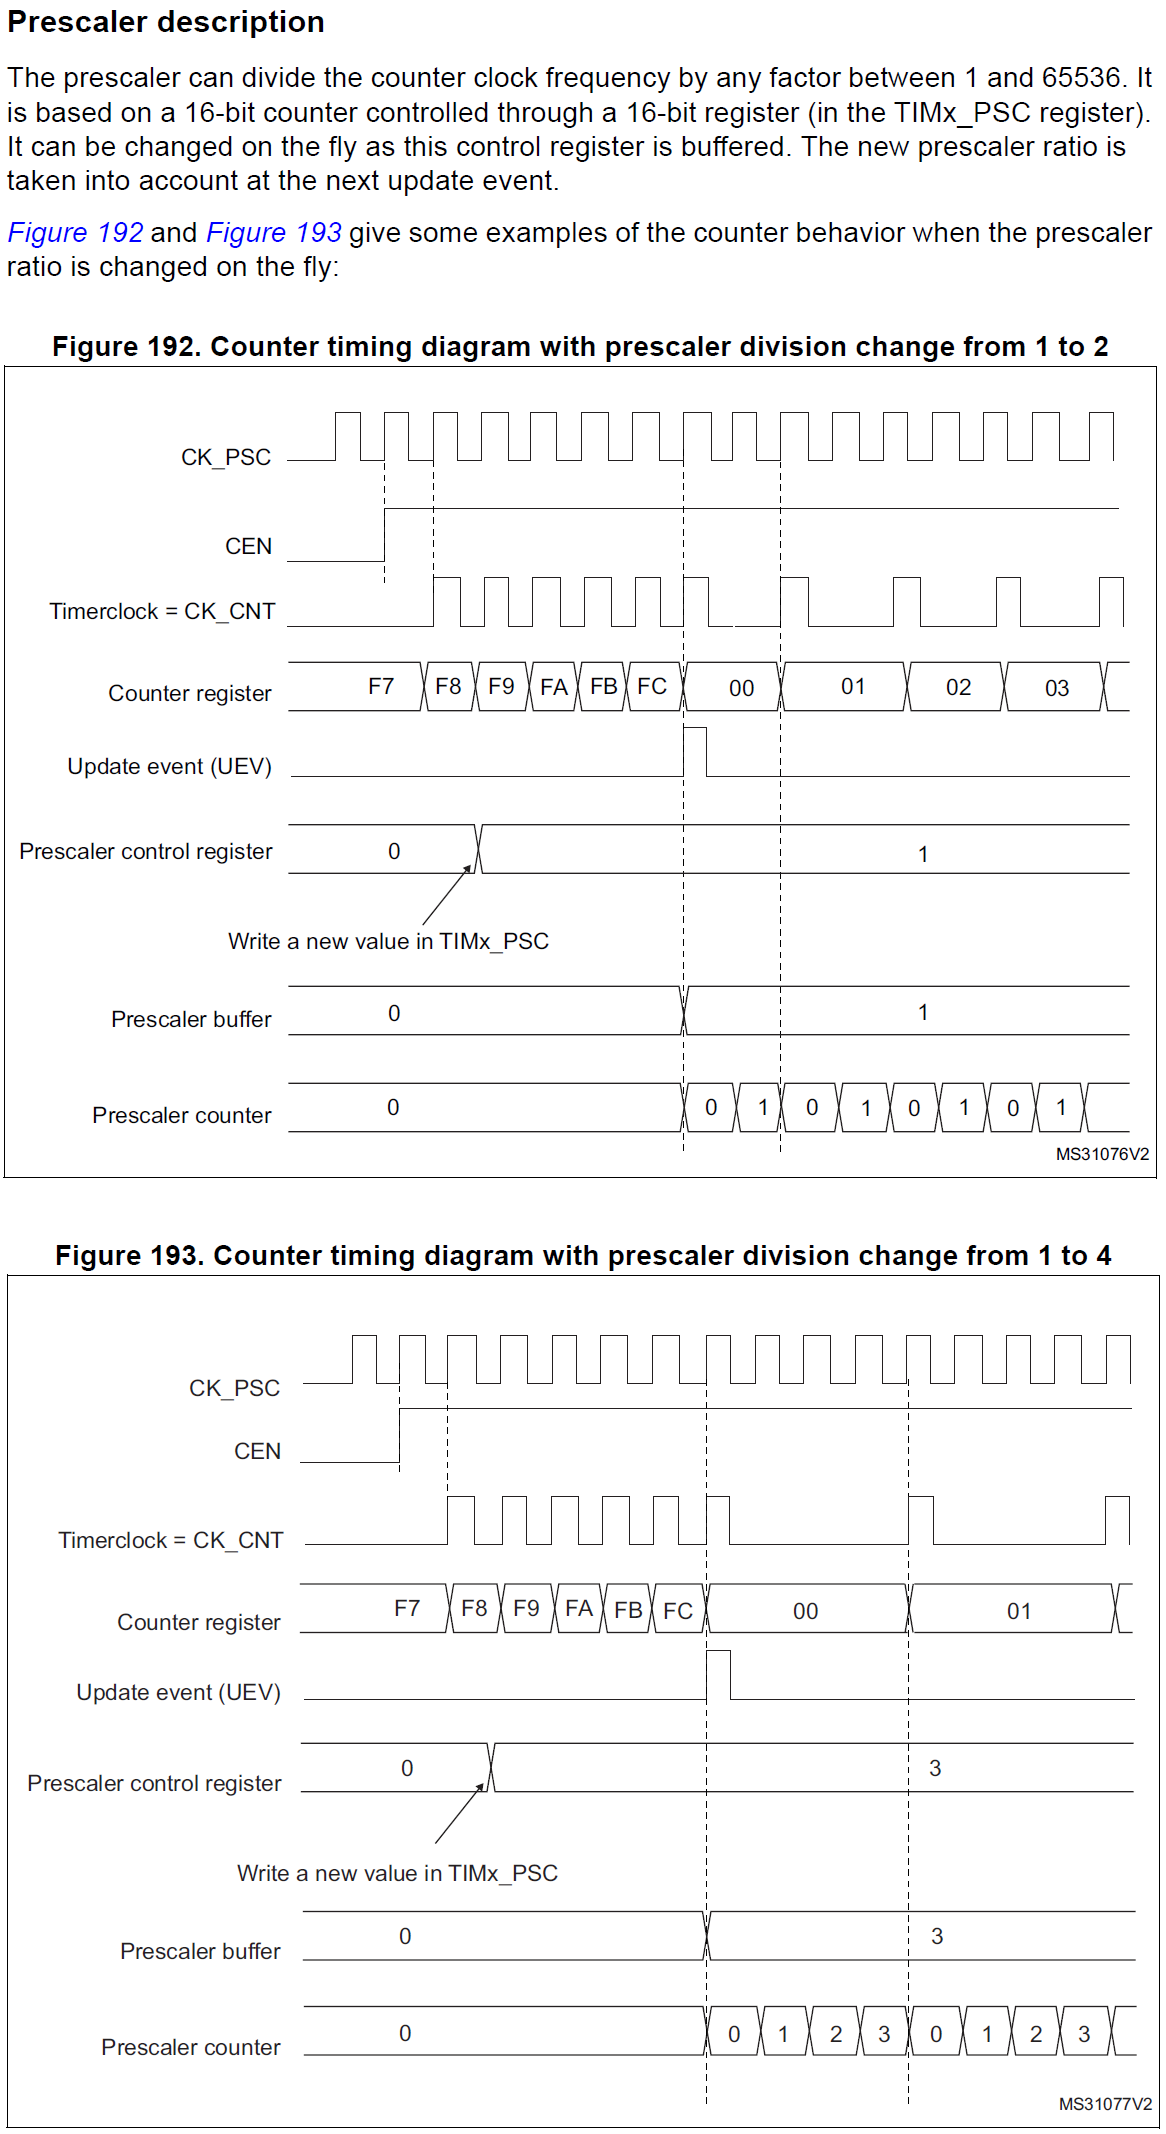 Prescaler description
The prescaler can divide the counter clock frequency by any factor between 1 and 65536. It
is based on a 16-bit counter controlled through a 16-bit register (in the TIMx_PSC register).
It can be changed on the fly as this control register is buffered. The new prescaler ratio is
taken into account at the next update event.
Figure 192 and Figure 193 give some examples of the counter behavior when the prescaler
ratio is changed on the fly:
Figure 192. Counter timing diagram with prescaler division change from 1 to 2
CK_PSC
CEN
Timerclock = CK_CNT
Counter register F7 F8 F9 FA FB FC 00 01 02 03
Update event (UEV)
Prescaler control register 0 1
Write a new value in TIMx_PSC
Prescaler buffer 0 1
Prescaler counter 0 0 1 0 1 0 1 0 1
MS31076V2
Figure 193. Counter timing diagram with prescaler division change from 1 to 4
CK_PSC
CEN
Timerclock = CK_CNT
Counter register F7 F8 F9 FA FB FC 00 01
Update event (UEV)
Prescaler control register 0 3
Write a new value in TIMx_PSC
Prescaler buffer 0 3
Prescaler counter 0 0 1 2 3 0 1 2 3
MS31077V2